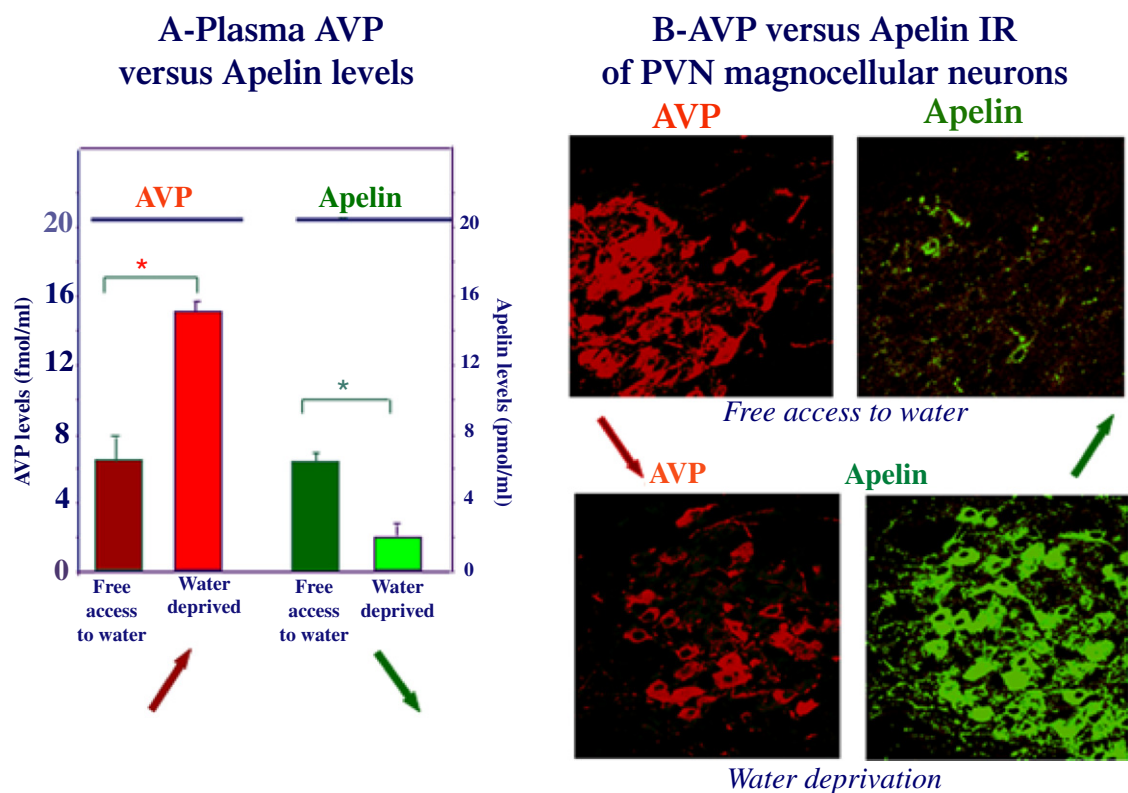 A-Plasma AVP
versus Apelin levels
AVP
Apelin
*
*
AVP levels (fmol/ml)
20
16
12
8
4
0
Apelin levels (pmol/ml)
20
16
12
8
4
0
Free
access
to water
Water
deprived
Free
access
to water
Water
deprived
B-AVP versus Apelin IR
of PVN magnocellular neurons
AVP
Apelin
Free access to water
AVP
Apelin
Water deprivation